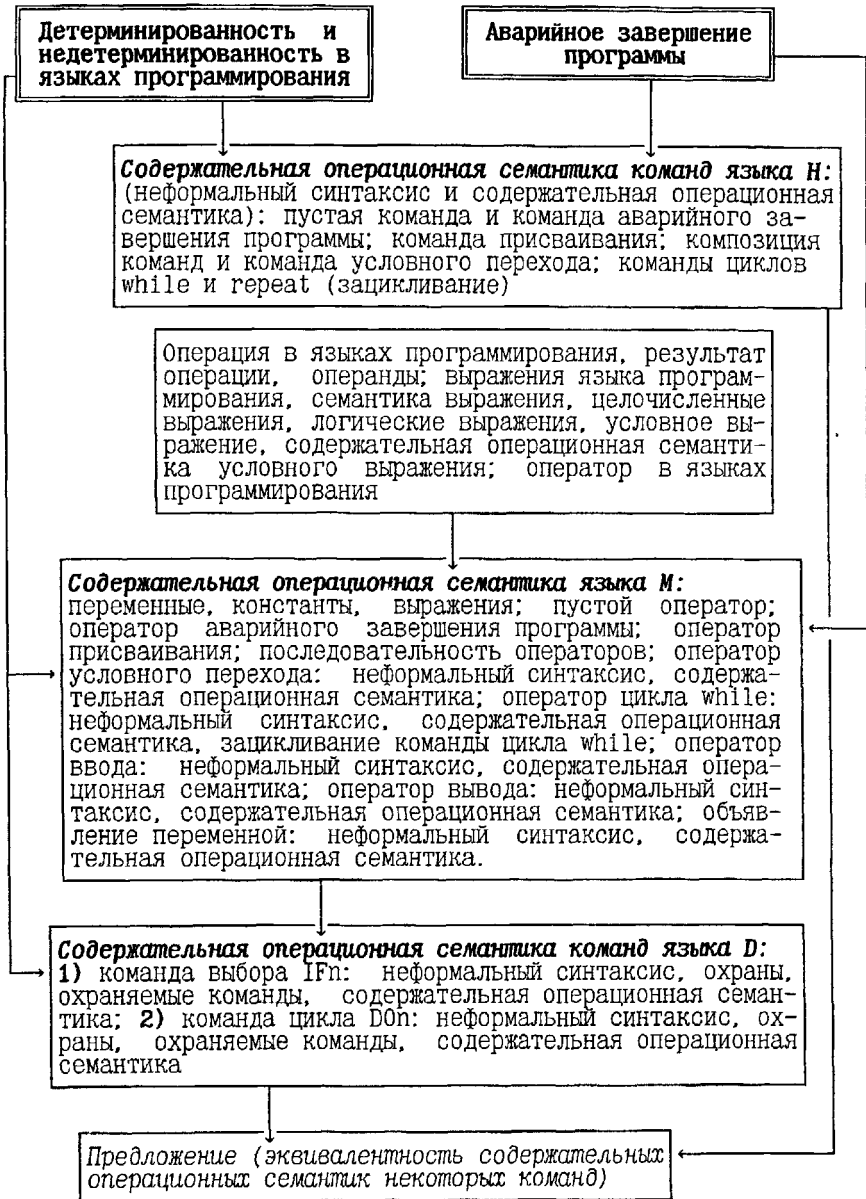 Детерминированность и
недетерминированность в
языках программирования
Аварийное завершение
программы
Содержательная операционная семантика команд языка H:
(неформальный синтаксис и содержательная операционная
семантика): пустая команда и команда аварийного за-
вершения программы; команда присваивания; композиция
команд и команда условного перехода; команды циклов
while и repeat (зацикливание)
Операция в языках программирования, результат
операции, операнды; выражения языка програм-
мирования, семантика выражения, целочисленные
выражения, логические выражения, условное вы-
ражение, содержательная операционная семанти-
ка условного выражения; оператор в языках
программирования
Содержательная операционная семантика языка M:
переменные, константы, выражения; пустой оператор;
оператор аварийного завершения программы; оператор
присваивания; последовательность операторов; оператор
условного перехода: неформальный синтаксис, содержа-
тельная операционная семантика; оператор цикла while:
неформальный синтаксис, содержательная операционная
семантика, зацикливание команды цикла while; оператор
ввода: неформальный синтаксис, содержательная опера-
ционная семантика; оператор вывода: неформальный син-
таксис, содержательная операционная семантика; объяв-
ление переменной: неформальный синтаксис, содержа-
тельная операционная семантика.
Содержательная операционная семантика команд языка D:
1) команда выбора IFn: неформальный синтаксис, охраны,
охраняемые команды, содержательная операционная семан-
тика; 2) команда цикла DOn: неформальный синтаксис, ох-
раны, охраняемые команды, содержательная операционная
семантика
Предложение (эквивалентность содержательных
операционных семантик некоторых команд)